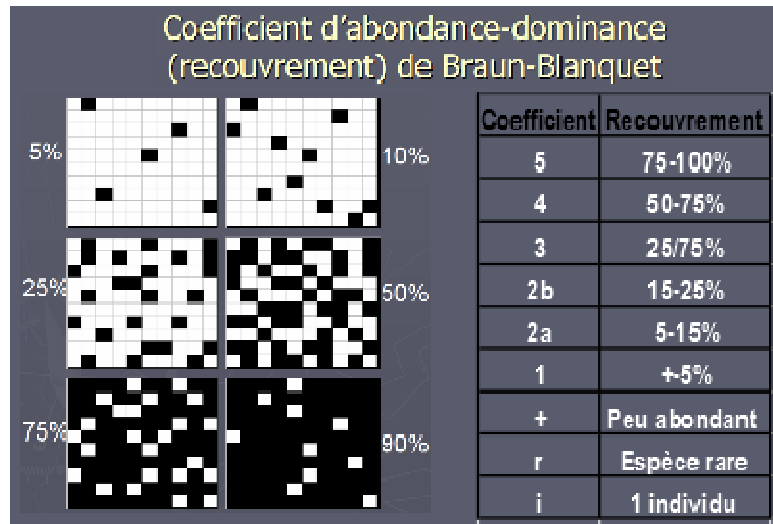 Coefficient d'abondance-dominance
(recouvrement) de Braun-Blanquet
5%
10%
25%
50%
75%
90%
Coefficient Recouvrement
5 75-100%
4 50-75%
3 25/75%
2b 15-25%
2a 5-15%
1 +-5%
+ Peu abondant
r Espèce rare
i 1 individu